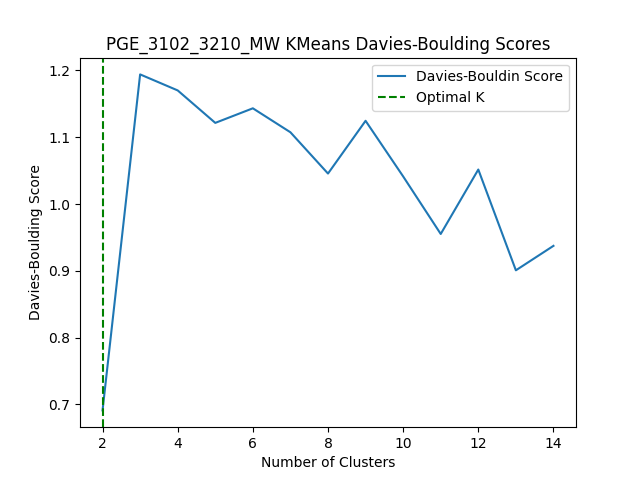 PGE_3102_3210_MW KMeans Davies-Boulding Scores
Davies-Bouldin Score
Optimal K
Davies-Boulding Score
1.2
1.1
1.0
0.9
0.8
0.7
2 4 6 8 10 12 14
Number of Clusters